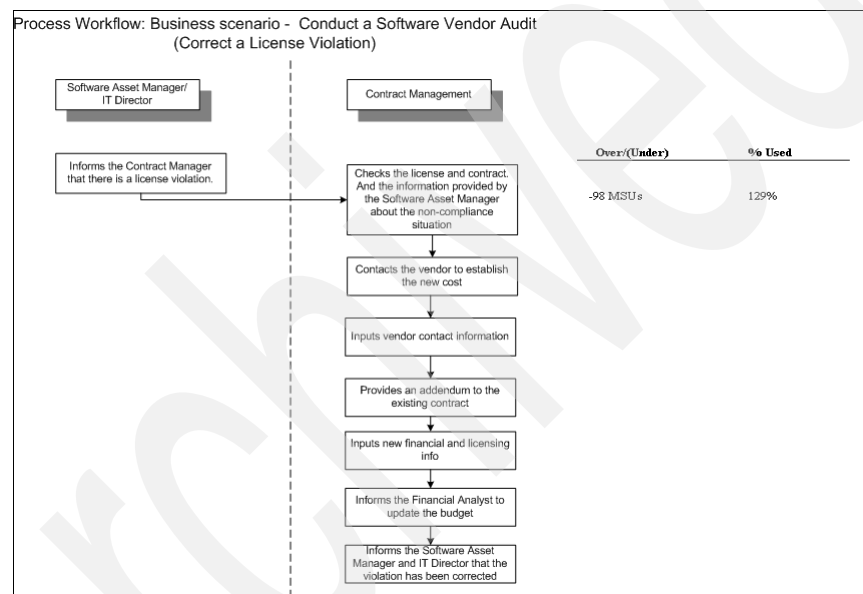 Process Workflow: Business scenario - Conduct a Software Vendor Audit
(Correct a License Violation)
Software Asset Manager/
IT Director
Contract Management
Informs the Contract Manager
that there is a license violation.
Checks the license and contract.
And the information provided by
the Software Asset Manager
about the non-compliance
situation
Over/(Under) % Used
-98 MSUs 129%
Contacts the vendor to establish
the new cost
Inputs vendor contact information
Provides an addendum to the
existing contract
Inputs new financial and licensing
info
Informs the Financial Analyst to
update the budget
Informs the Software Asset
Manager and IT Director that the
violation has been corrected